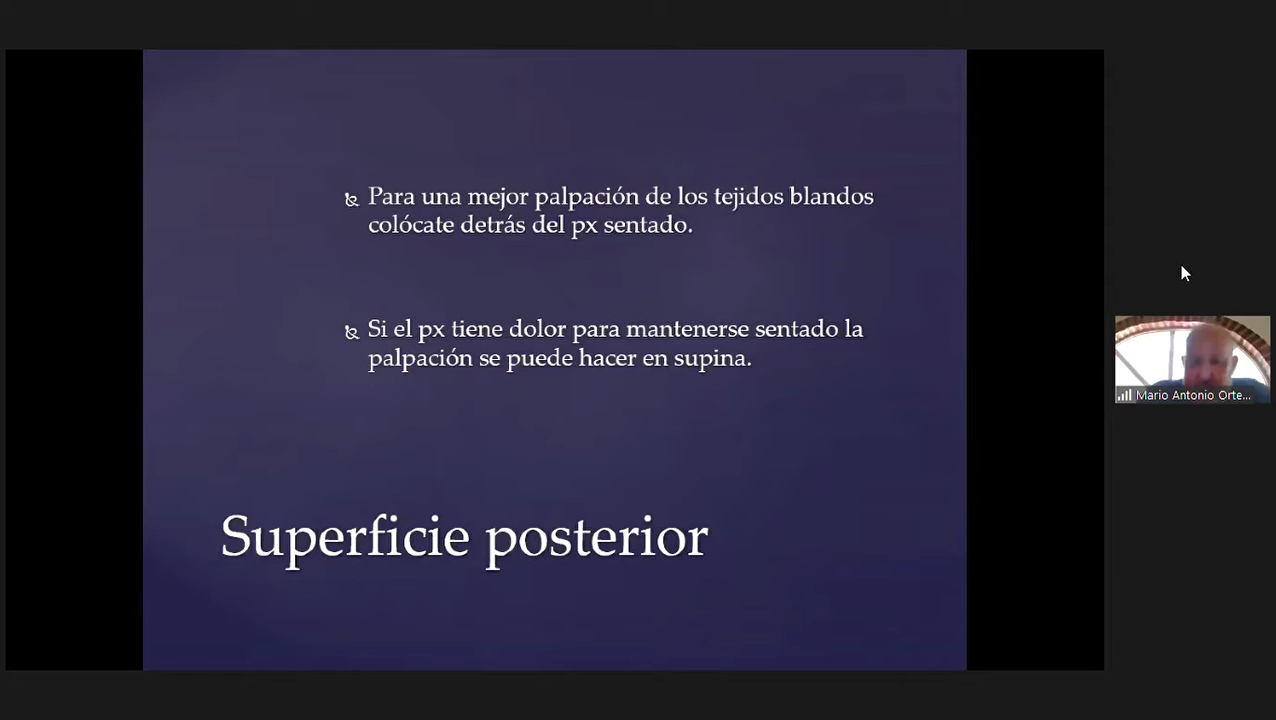 Para una mejor palpación de los tejidos blandos
colócate detrás del px sentado.
Si el px tiene dolor para mantenerse sentado la
palpación se puede hacer en supina.
Superficie posterior
Mario Antonio Orte...